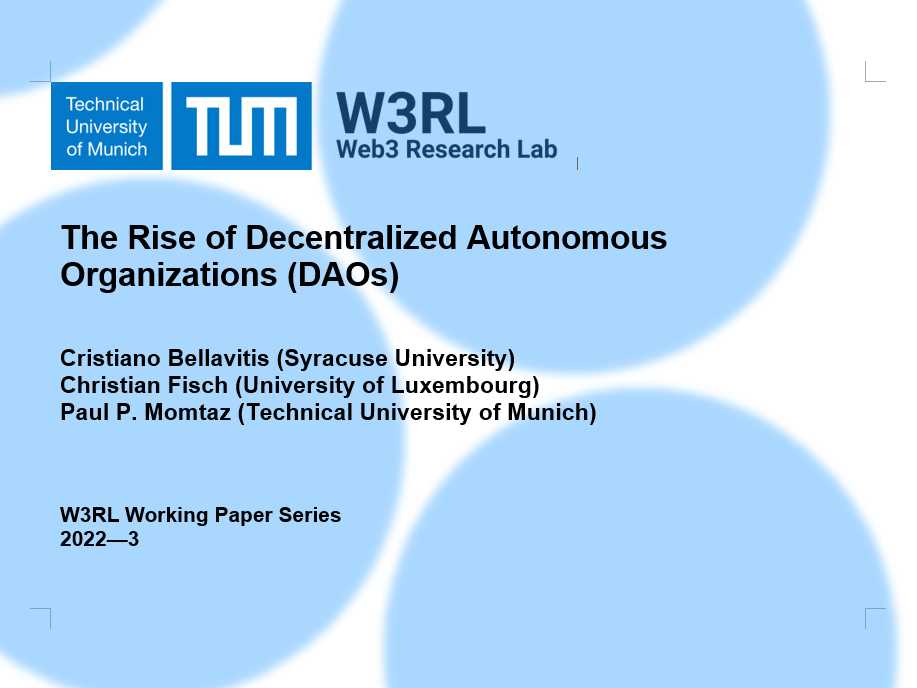 Technical
University
of Munich
TUM
W3RL
Web3 Research Lab
The Rise of Decentralized Autonomous
Organizations (DAOs)
Cristiano Bellavitis (Syracuse University)
Christian Fisch (University of Luxembourg)
Paul P. Momtaz (Technical University of Munich)
W3RL Working Paper Series
2022—3